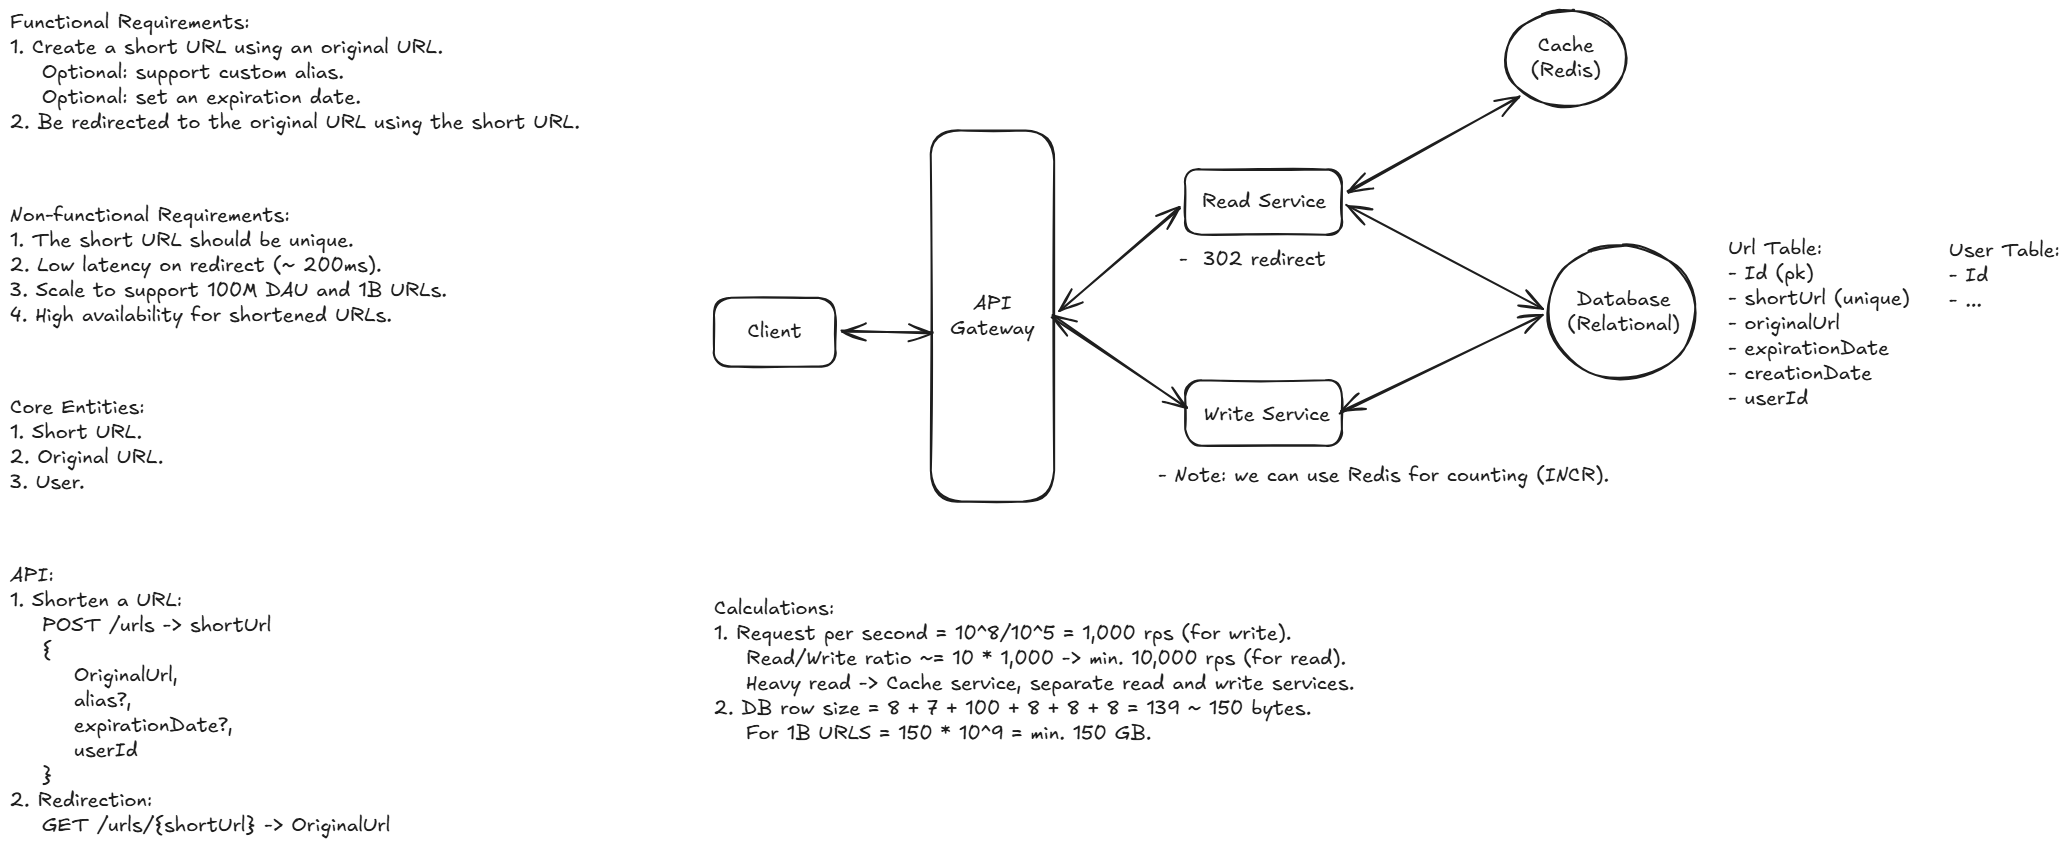 Functional Requirements:
1. Create a short URL using an original URL.
Optional: support custom alias.
Optional: set an expiration date.
2. Be redirected to the original URL using the short URL.
Non-functional Requirements:
1. The short URL should be unique.
2. Low latency on redirect (~ 200ms).
3. Scale to support 100M DAU and 1B URLs.
4. High availability for shortened URLs.
Core Entities:
1. Short URL.
2. Original URL.
3. User.
API:
1. Shorten a URL:
POST /urls -> shortUrl
{
OriginalUrl,
alias?,
expirationDate?,
userId
}
2. Redirection:
GET /urls/{shortUrl} -> OriginalUrl
Client
API
Gateway
Read Service
- 302 redirect
Write Service
- Note: we can use Redis for counting (INCR).
Cache
(Redis)
Database
(Relational)
Url Table:
- Id (pk)
- shortUrl (unique)
- originalUrl
- expirationDate
- creationDate
- userId
User Table:
- Id
- ...
Calculations:
1. Request per second = 10^8/10^5 = 1,000 rps (for write).
Read/Write ratio ~= 10 * 1,000 -> min. 10,000 rps (for read).
Heavy read -> Cache service, separate read and write services.
2. DB row size = 8 + 7 + 100 + 8 + 8 + 8 = 139 ~ 150 bytes.
For 1B URLS = 150 * 10^9 = min. 150 GB.